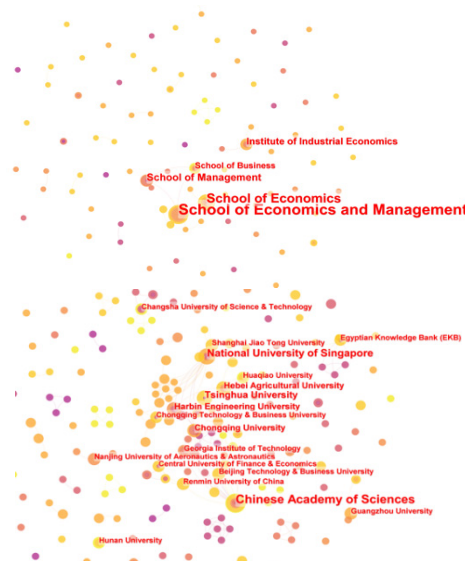 Institute of Industrial Economics
School of Business
School of Management
School of Economics
School of Economics and Management
Changsha University of Science & Technology
Shanghai Jiao Tong University
Egyptian Knowledge Bank (EKB)
National University of Singapore
Huaqiao University
Hebei Agricultural University
Tsinghua University
Harbin Engineering University
Chongqing Technology & Business University
Chongqing University
Georgia Institute of Technology
Nanjing University of Aeronautics & Astronautics
Central University of Finance & Economics
Beijing Technology & Business University
Renmin University of China
Chinese Academy of Sciences
Guangzhou University
Hunan University